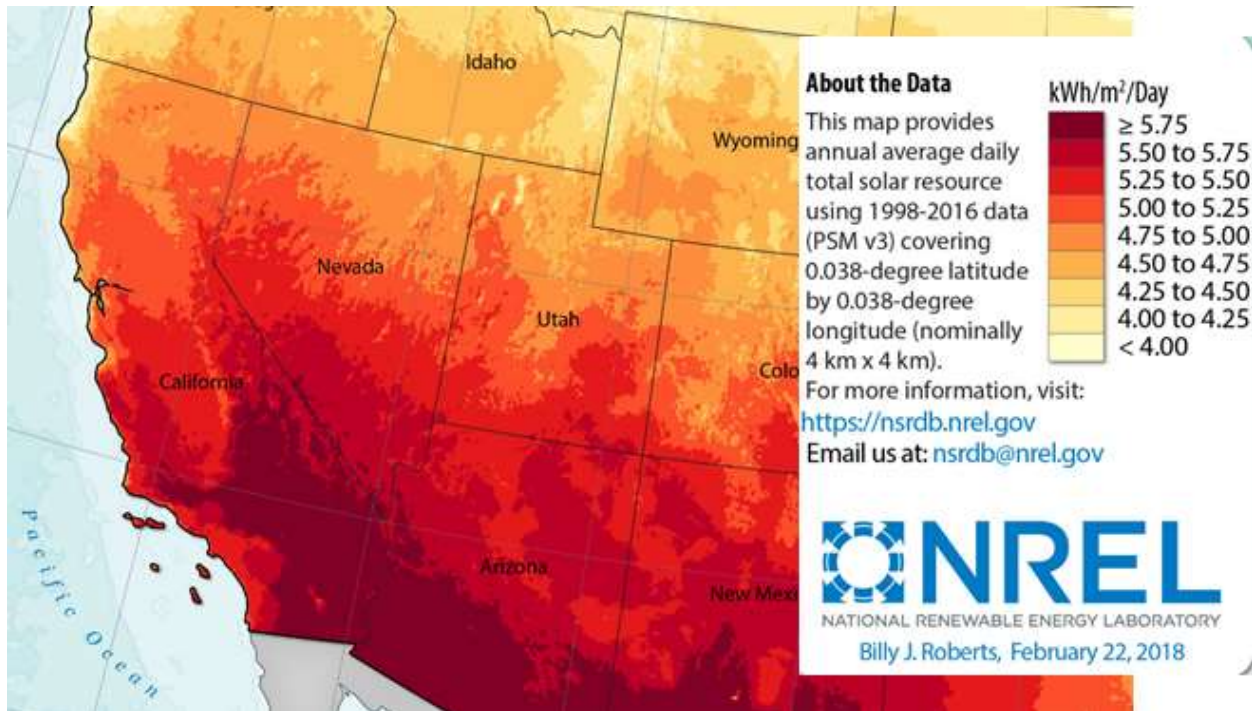 Idaho
Wyoming
Nevada
Utah
Colo
California
Arizona
New Mexi
Pacific Ocean
About the Data
This map provides
annual average daily
total solar resource
using 1998-2016 data
(PSM v3) covering
0.038-degree latitude
by 0.038-degree
longitude (nominally
4 km x 4 km).
For more information, visit:
https://nsrdb.nrel.gov
Email us at: nsrdb@nrel.gov
kWh/m²/Day
≥ 5.75
5.50 to 5.75
5.25 to 5.50
5.00 to 5.25
4.75 to 5.00
4.50 to 4.75
4.25 to 4.50
4.00 to 4.25
< 4.00
NREL
NATIONAL RENEWABLE ENERGY LABORATORY
Billy J. Roberts, February 22, 2018